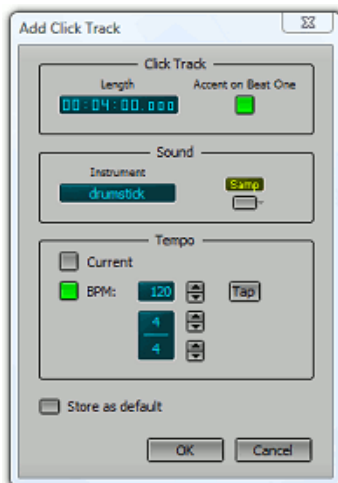 Add Click Track
Click Track
Length Accent on Beat One
00:04:00.000
Sound
Instrument
drumstick Samp
Tempo
Current
BPM: 120 Tap
4
4
Store as default
OK Cancel